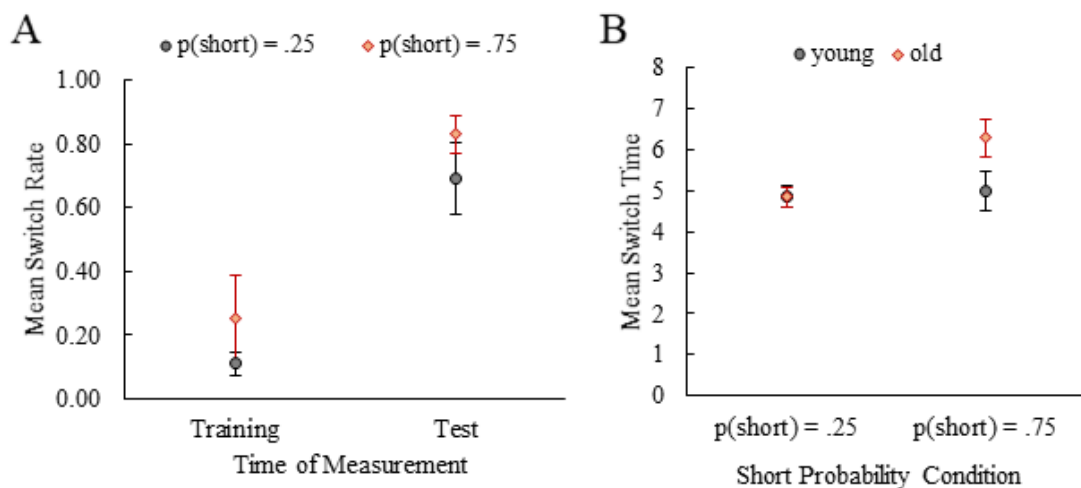 A
p(short) = .25 p(short) = .75
1.00
0.80
0.60
0.40
0.20
0.00
Mean Switch Rate
Training Test
Time of Measurement
B
young old
8
7
6
5
4
3
2
1
0
Mean Switch Time
p(short) = .25 p(short) = .75
Short Probability Condition